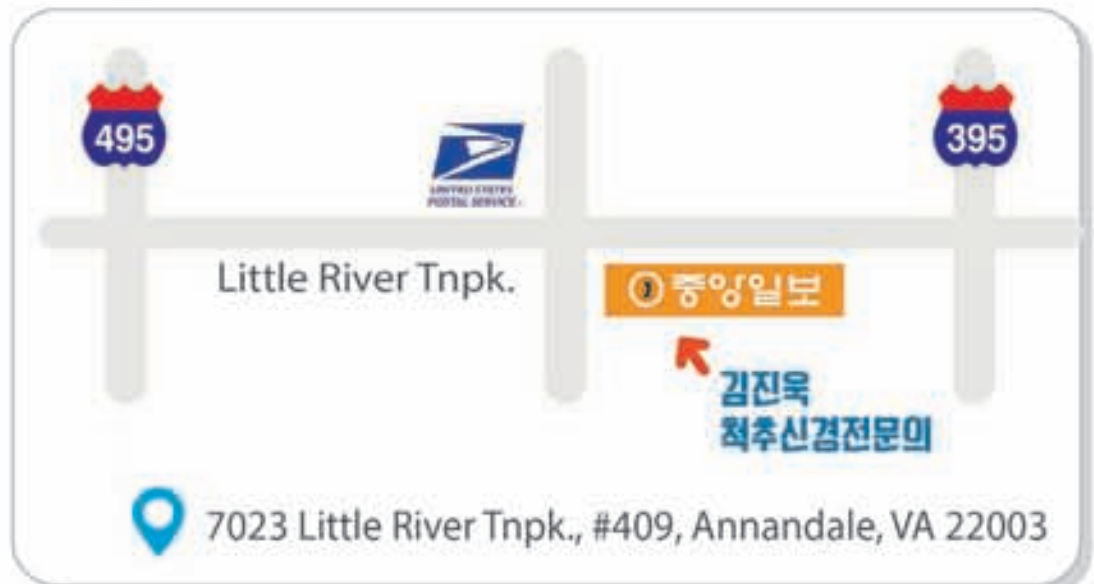 495
395
UNITED STATES
POSTAL SERVICE
Little River Tnpk.
중앙일보
김진욱
척추신경전문의
7023 Little River Tnpk., #409, Annandale, VA 22003